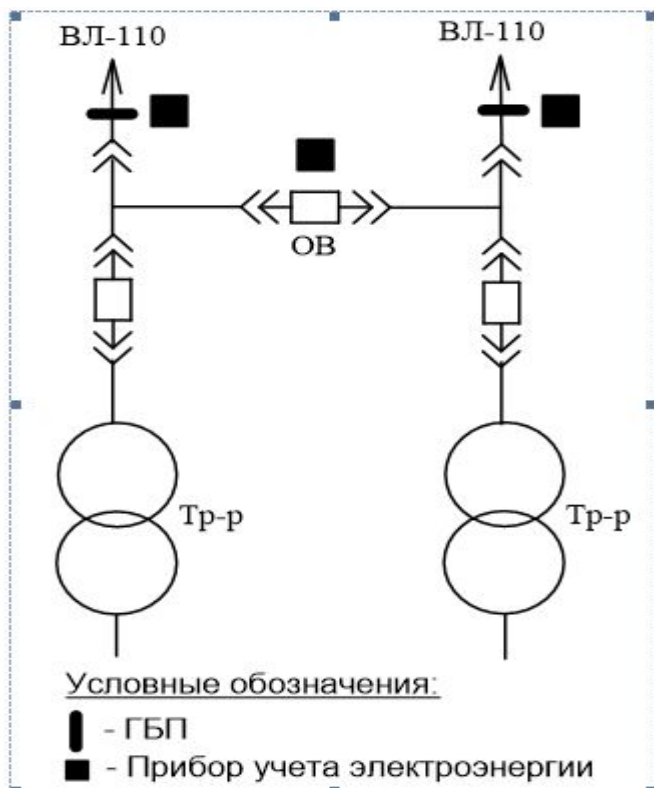 ВЛ-110
ВЛ-110
ОВ
Тр-р
Тр-р
Условные обозначения:
- ГБП
- Прибор учета электроэнергии